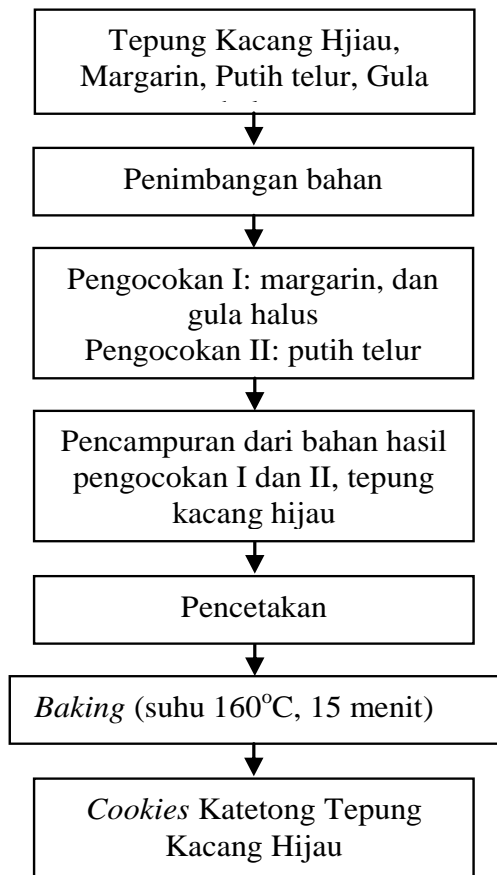 Tepung Kacang Hjiau,
Margarin, Putih telur, Gula
Penimbangan bahan
Pengocokan I: margarin, dan
gula halus
Pengocokan II: putih telur
Pencampuran dari bahan hasil
pengocokan I dan II, tepung
kacang hijau
Pencetakan
Baking (suhu 160°C, 15 menit)
Cookies Katetong Tepung
Kacang Hijau